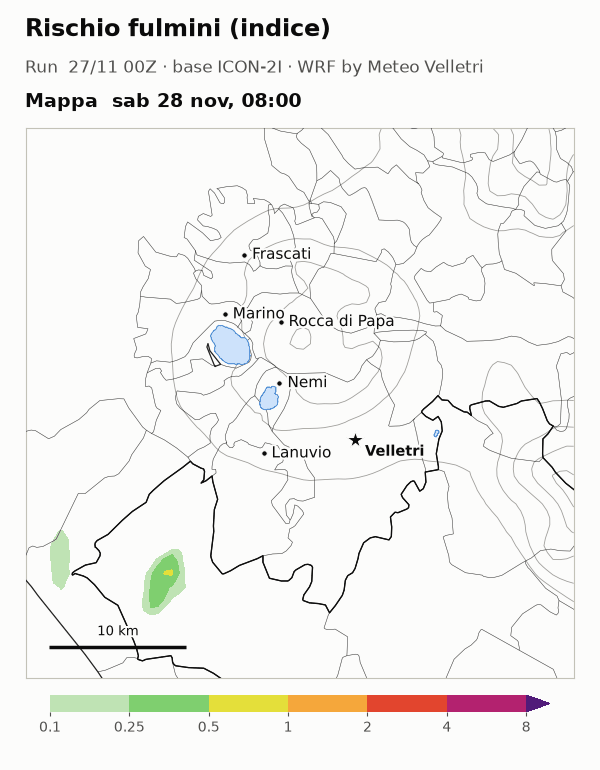 Rischio fulmini (indice)
Run  27/11 00Z · base ICON-2I · WRF by Meteo Velletri
Mappa  sab 28 nov, 08:00
Frascati
Marino
Rocca di Papa
Nemi
Velletri
Lanuvio
10 km
0.1 0.25 0.5 1 2 4 8